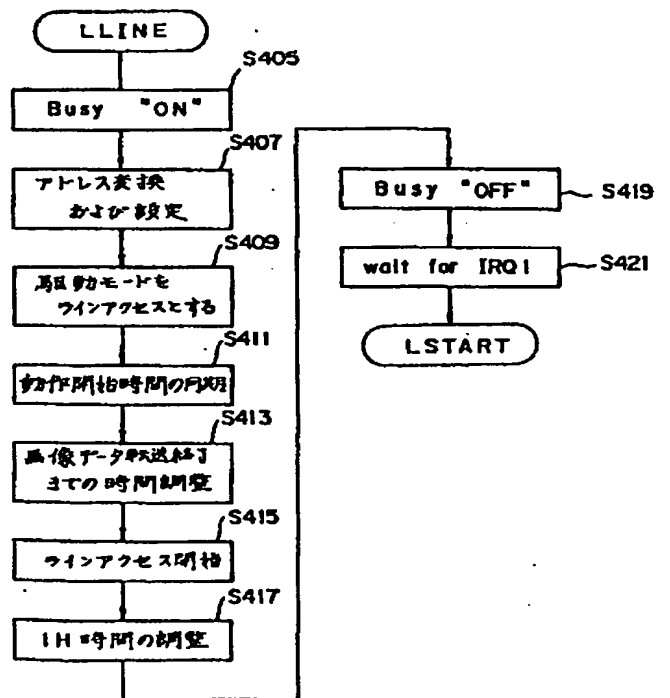 LLINE
S405
Busy "ON"
S407
アドレス変換
および設定
S409
駆動モードを
ラインアクセスとする
S411
動作開始時間の同期
S413
画像データ転送終了
までの時間調整
S415
ラインアクセス開始
S417
1H時間の調整
Busy "OFF"
S419
wait for IRQ1
S421
LSTART